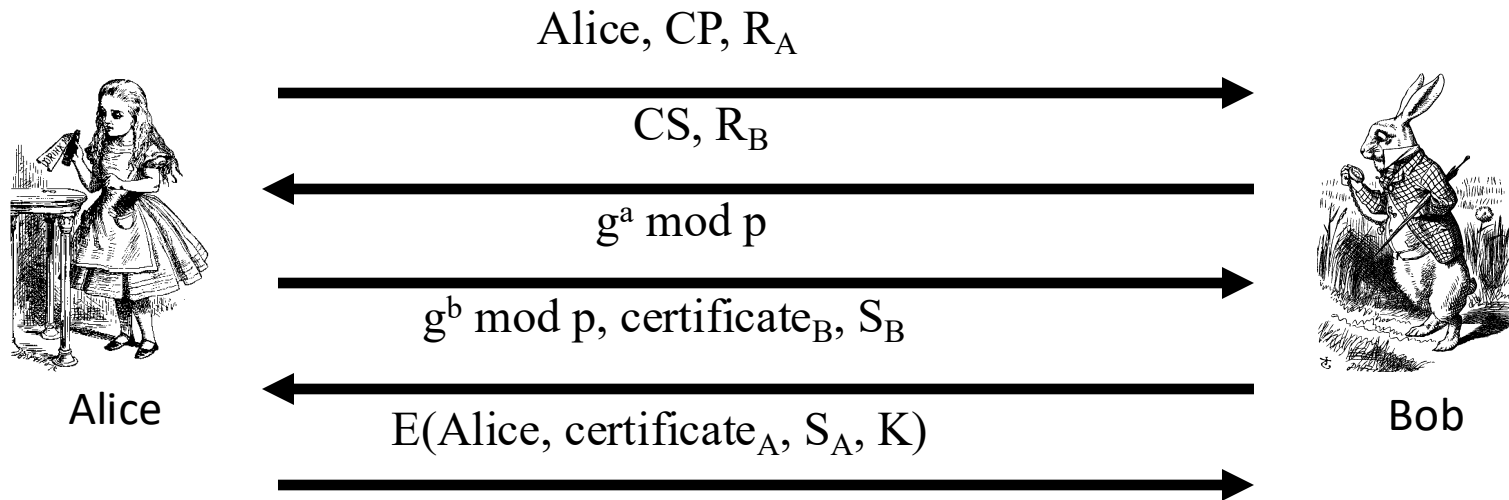 Alice, CP, R_A
CS, R_B
g^a mod p
g^b mod p, certificate_B, S_B
E(Alice, certificate_A, S_A, K)
Alice
Bob